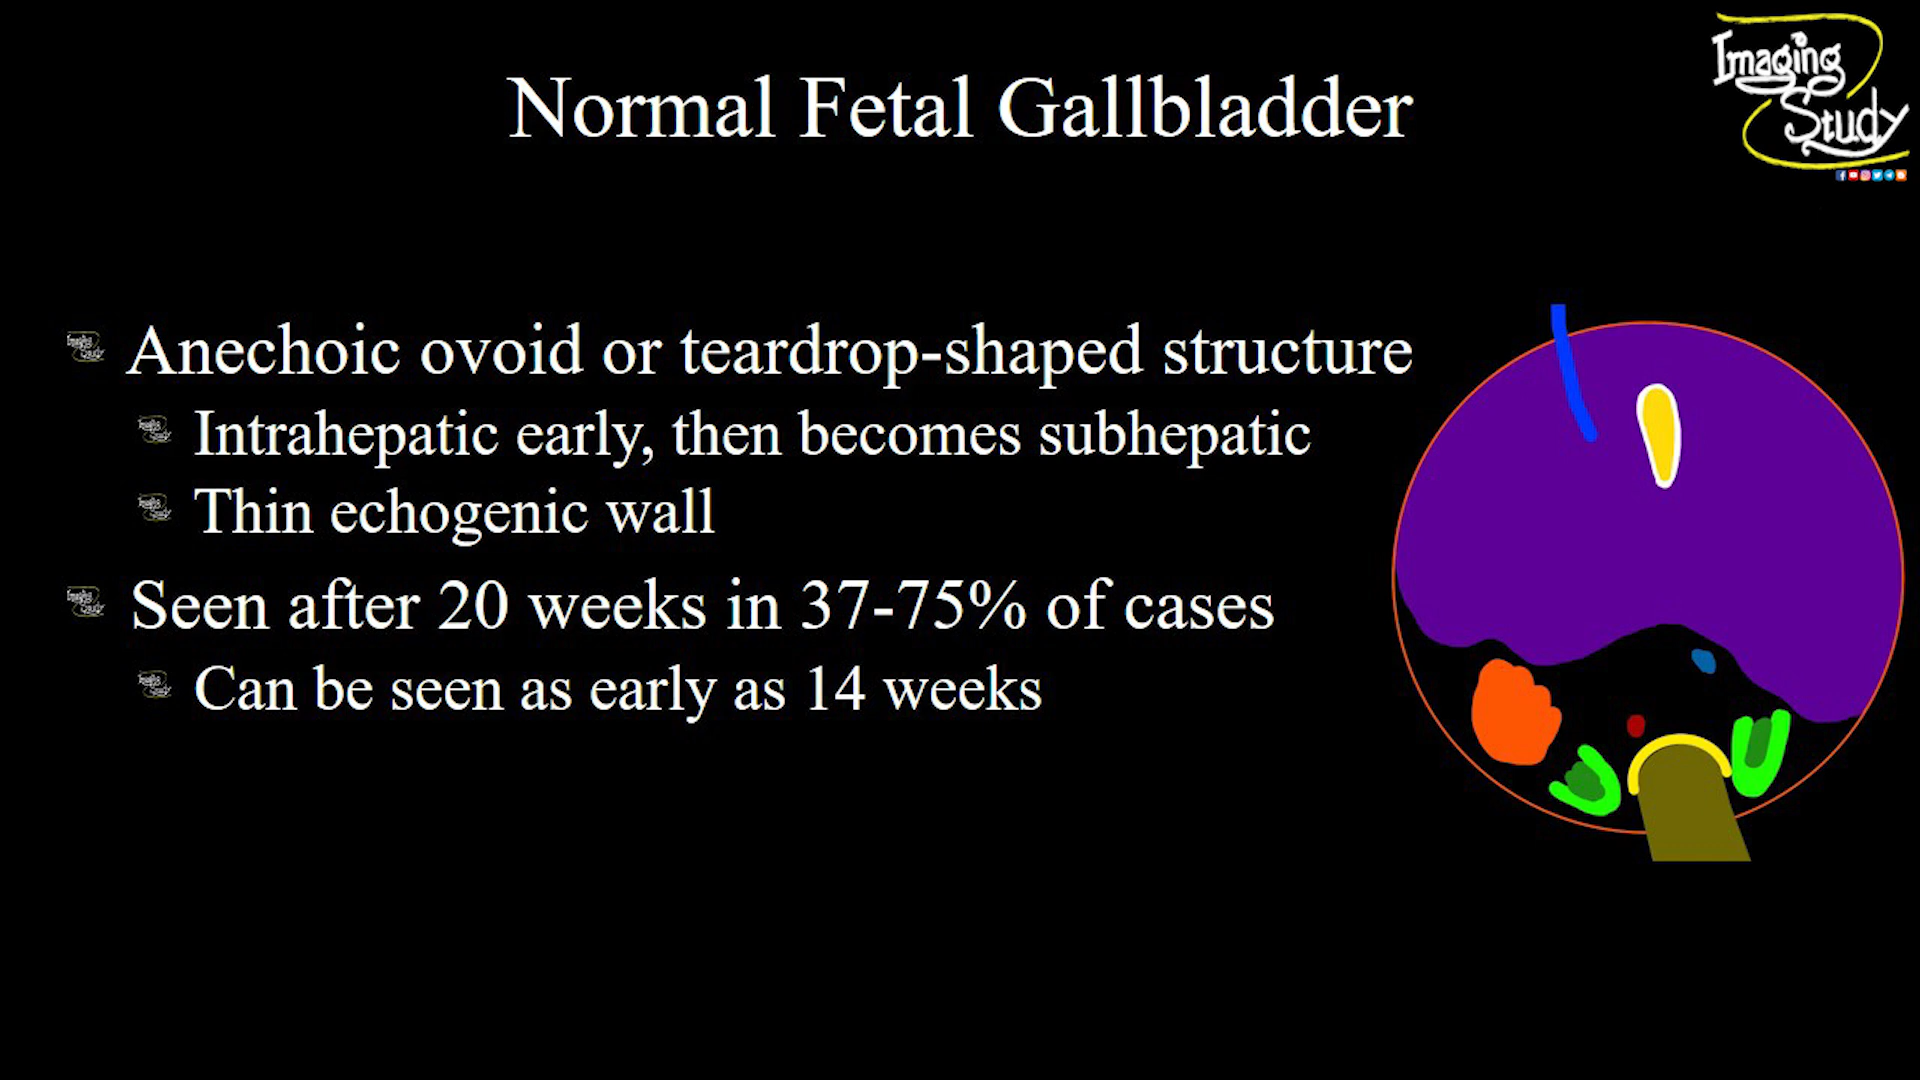 Imaging
Study
Normal Fetal Gallbladder
Anechoic ovoid or teardrop-shaped structure
Intrahepatic early, then becomes subhepatic
Thin echogenic wall
Seen after 20 weeks in 37-75% of cases
Can be seen as early as 14 weeks